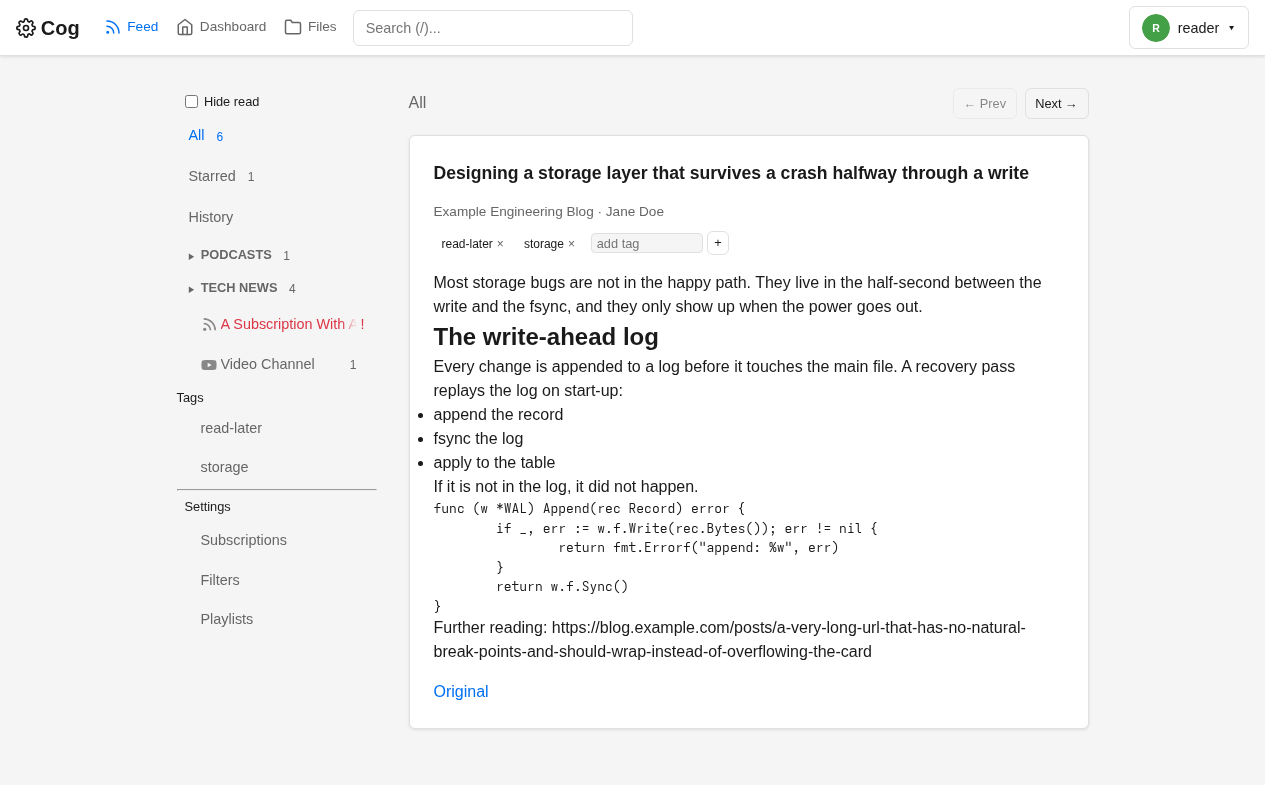 Cog
Feed
Dashboard
Files
Search (/)...
R
reader
Hide read
All 6
Starred 1
History
PODCASTS 1
TECH NEWS 4
A Subscription With !
Video Channel 1
Tags
read-later
storage
Settings
Subscriptions
Filters
Playlists
All
← Prev
Next →
Designing a storage layer that survives a crash halfway through a write
Example Engineering Blog · Jane Doe
read-later ×
storage ×
add tag
+
Most storage bugs are not in the happy path. They live in the half-second between the
write and the fsync, and they only show up when the power goes out.
The write-ahead log
Every change is appended to a log before it touches the main file. A recovery pass
replays the log on start-up:
• append the record
• fsync the log
• apply to the table
If it is not in the log, it did not happen.
func (w *WAL) Append(rec Record) error {
	if _, err := w.f.Write(rec.Bytes()); err != nil {
		return fmt.Errorf("append: %w", err)
	}
	return w.f.Sync()
}
Further reading: https://blog.example.com/posts/a-very-long-url-that-has-no-natural-
break-points-and-should-wrap-instead-of-overflowing-the-card
Original